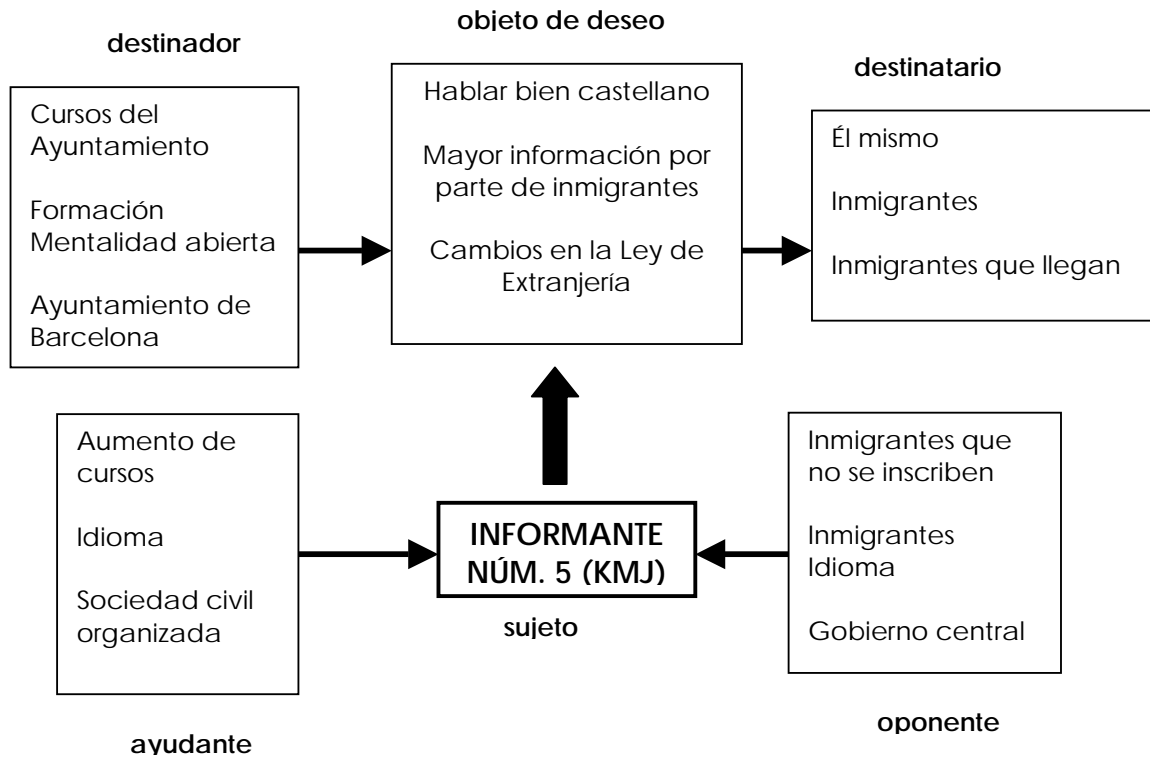 objeto de deseo
destinador
destinatario
Cursos del
Ayuntamiento
Formación
Mentalidad abierta
Ayuntamiento de
Barcelona
Hablar bien castellano
Mayor información por
parte de inmigrantes
Cambios en la Ley de
Extranjería
Él mismo
Inmigrantes
Inmigrantes que llegan
Aumento de
cursos
Idioma
Sociedad civil
organizada
INFORMANTE
NÚM. 5 (KMJ)
sujeto
Inmigrantes que
no se inscriben
Inmigrantes
Idioma
Gobierno central
ayudante
oponente